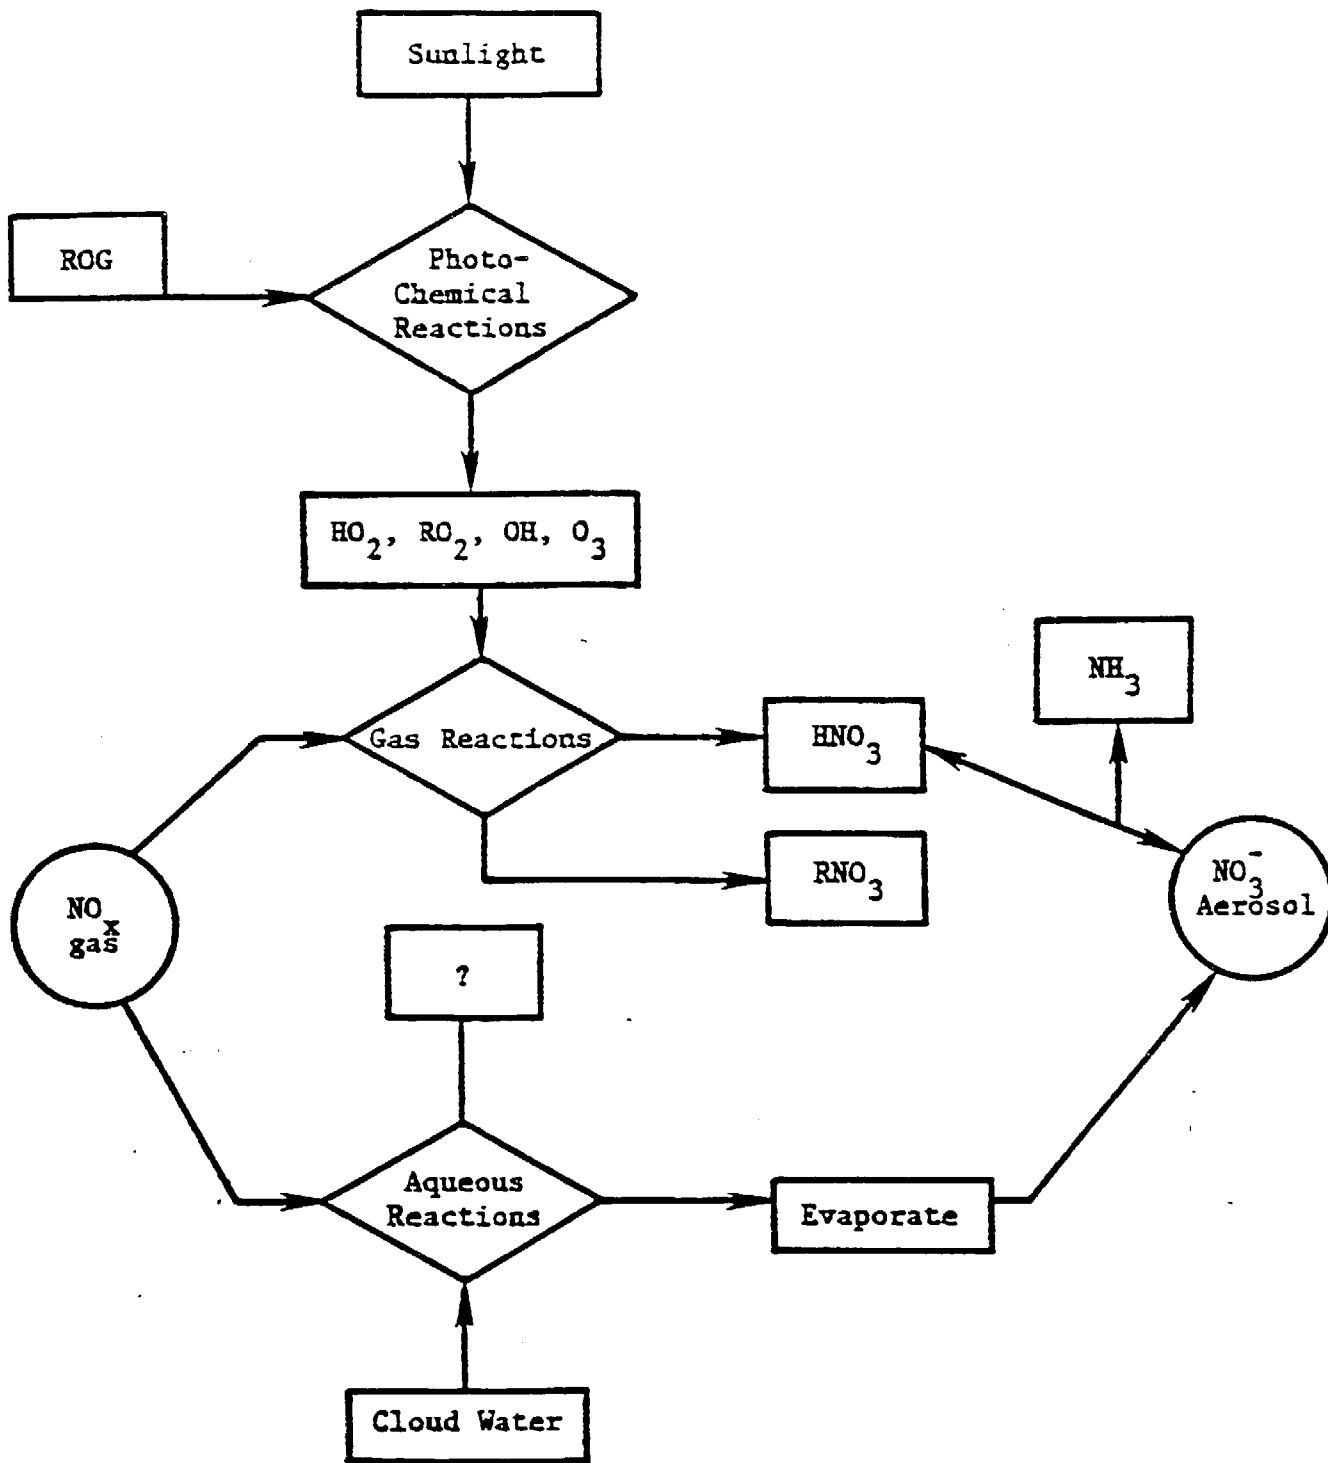 Sunlight
ROG
Photo-
Chemical
Reactions
HO₂, RO₂, OH, O₃
NH₃
Gas Reactions
HNO₃
RNO₃
NOₓ
gas
NO₃⁻
Aerosol
?
Aqueous
Reactions
Evaporate
Cloud Water